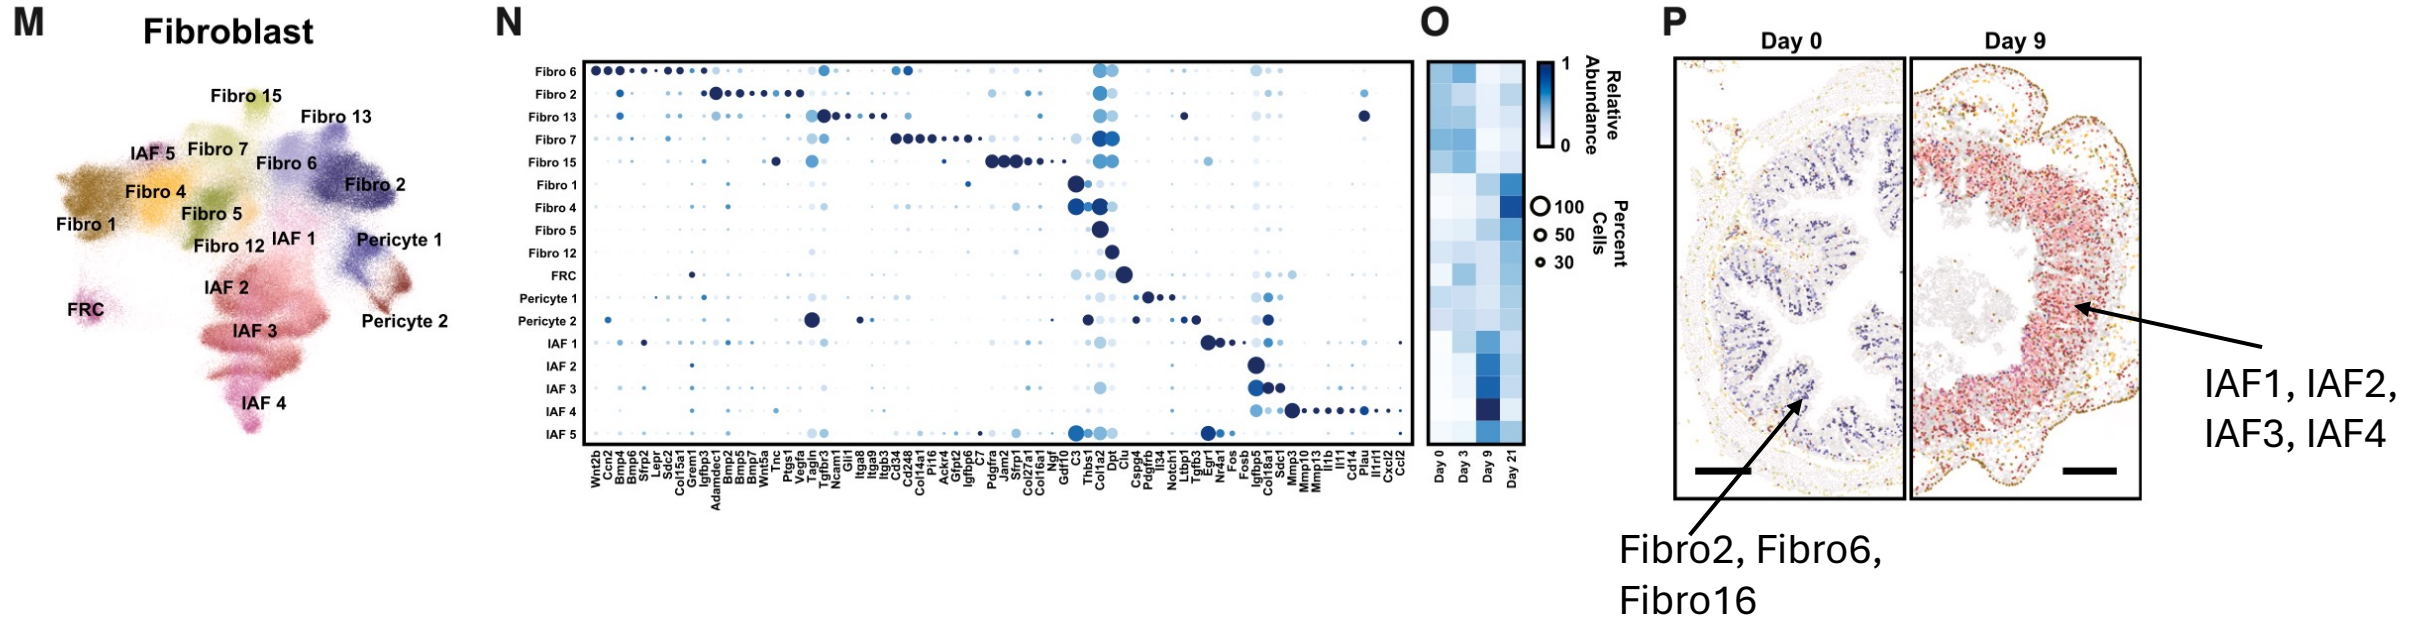 M
Fibroblast
Fibro 15
Fibro 13
IAF 5
Fibro 7
Fibro 6
Fibro 4
Fibro 2
Fibro 5
Fibro 1
Fibro 12
IAF 1
Pericyte 1
IAF 2
FRC
IAF 3
Pericyte 2
IAF 4
N
Fibro 6
Fibro 2
Fibro 13
Fibro 7
Fibro 15
Fibro 1
Fibro 4
Fibro 5
Fibro 12
FRC
Pericyte 1
Pericyte 2
IAF 1
IAF 2
IAF 3
IAF 4
IAF 5
Wnt2b
Ccn2
Bmp4
Bmp6
Sfrp2
Lepr
Sdc2
Col15a1
Grem1
Igfbp3
Adamdec1
Bmp2
Bmp5
Bmp7
Wnt5a
Tnc
Ptgs1
Vegfa
Tagln
Tgfbr3
Ncam1
Gli1
Itga8
Itga9
Itgb3
Cd34
Cd248
Col14a1
Pi16
Ackr4
Gfpt2
Igfbp6
C7
Pdgfra
Jam2
Sfrp1
Col27a1
Col16a1
Ngf
Gdf10
C3
Thbs1
Col1a2
Dpt
Clu
Cspg4
Pdgfrb
Il34
Notch1
Ltbp1
Tgfb3
Egr1
Nr4a1
Fos
Fosb
Igfbp5
Col18a1
Sdc1
Mmp3
Mmp10
Mmp13
Il1b
Il11
Cd14
Plau
Il1rl1
Cxcl2
Ccl2
O
Day 0
Day 3
Day 9
Day 21
1
0
Relative
Abundance
100
50
30
Percent
Cells
P
Day 0
Day 9
IAF1, IAF2,
IAF3, IAF4
Fibro2, Fibro6,
Fibro16